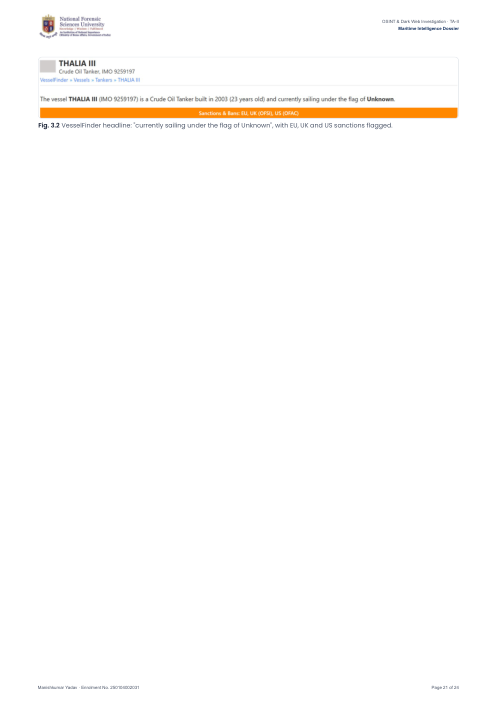 National Forensic
Sciences University
OSINT & Dark Web Investigation · TA-II
Maritime Intelligence Dossier
THALIA III
Crude Oil Tanker, IMO 9259197
VesselFinder > Vessels > Tankers > THALIA III
The vessel THALIA III (IMO 9259197) is a Crude Oil Tanker built in 2003 (23 years old) and currently sailing under the flag of Unknown.
Sanctions & Bans: EU, UK (OFSI), US (OFAC)
Fig. 3.2 VesselFinder headline: "currently sailing under the flag of Unknown", with EU, UK and US sanctions flagged.
Yadav - Enrolment No.
Page 21 of 24